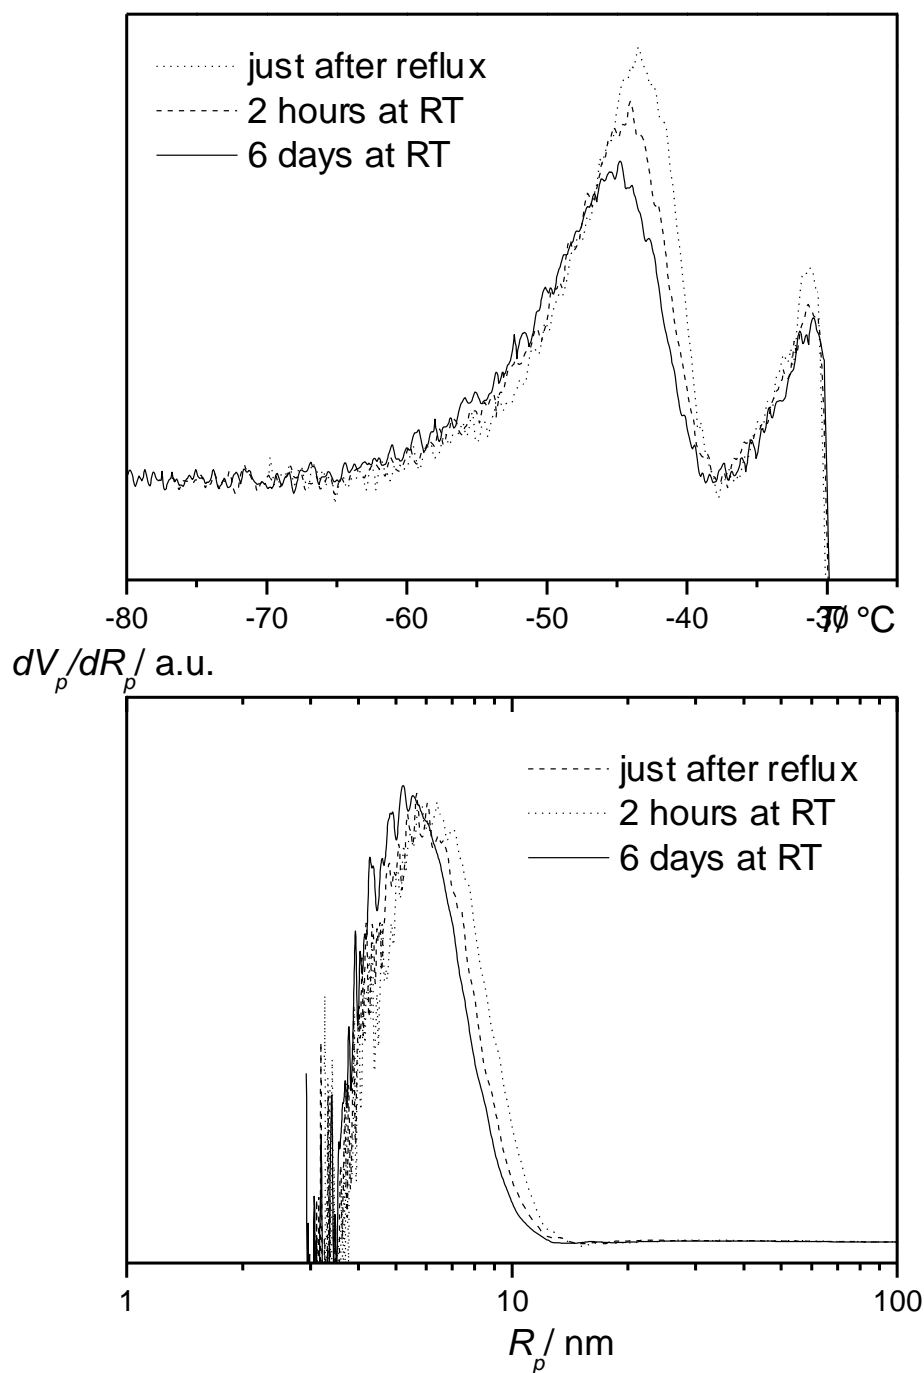 just after reflux
2 hours at RT
6 days at RT
-80 -70 -60 -50 -40 -30 T/ °C
dV_p/dR_p/ a.u.
just after reflux
2 hours at RT
6 days at RT
1 10 100
R_p/ nm